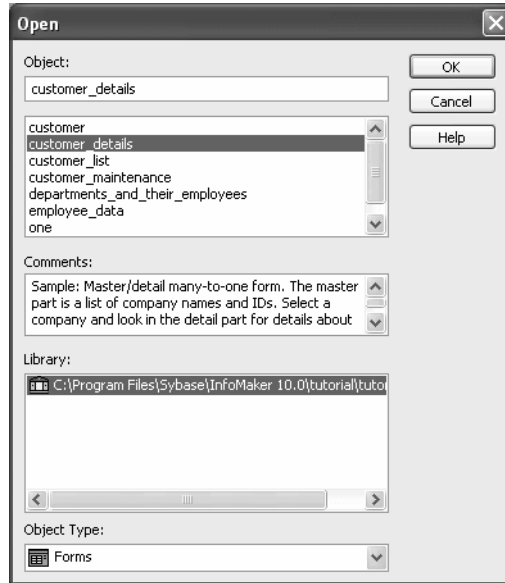 Open
Object:
OK
customer_details
Cancel
customer
Help
customer_details
customer_list
customer_maintenance
departments_and_their_employees
employee_data
one
Comments:
Sample: Master/detail many-to-one form. The master
part is a list of company names and IDs. Select a
company and look in the detail part for details about
Library:
C:\Program Files\Sybase\InfoMaker 10.0\tutorial\tuto
Object Type:
Forms